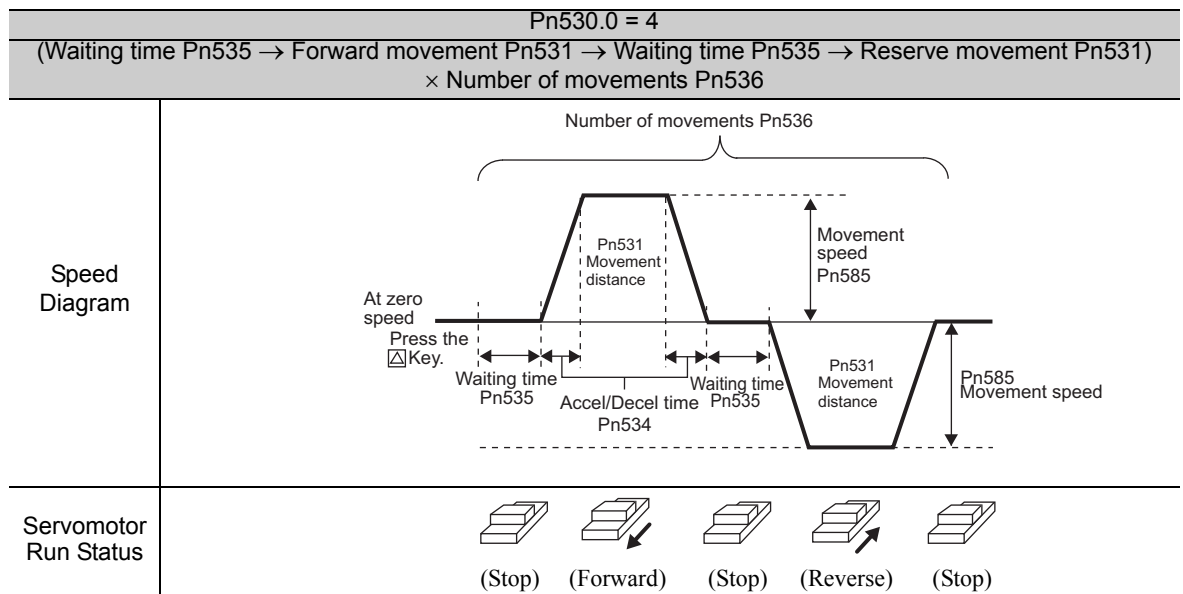 Pn530.0 = 4
(Waiting time Pn535 → Forward movement Pn531 → Waiting time Pn535 → Reserve movement Pn531)
× Number of movements Pn536
Speed
Diagram
Number of movements Pn536
Pn531
Movement
distance
Movement
speed
Pn585
At zero
speed
Press the
△ Key.
Waiting time
Pn535
Accel/Decel time
Pn534
Waiting time
Pn535
Pn531
Movement
distance
Pn585
Movement speed
Servomotor
Run Status
(Stop) (Forward) (Stop) (Reverse) (Stop)